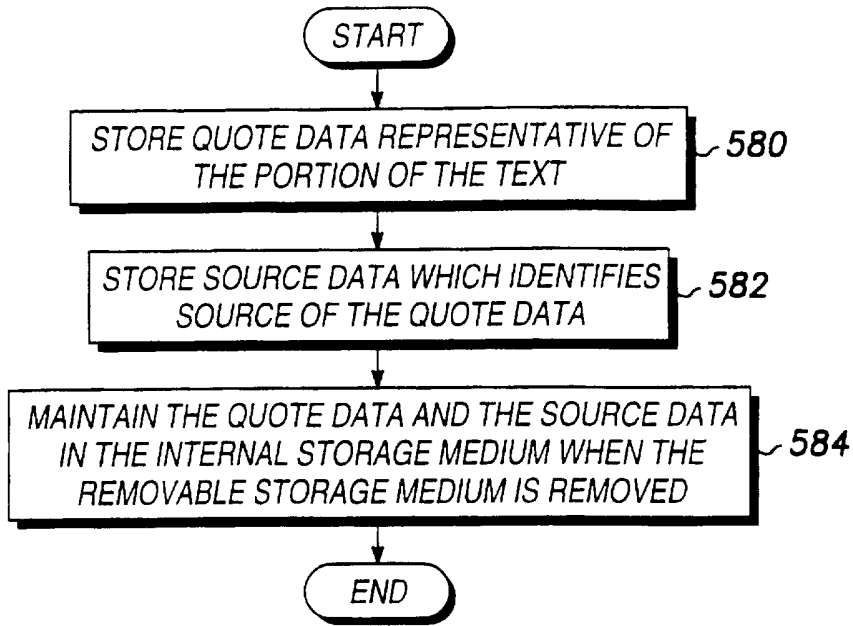 START
STORE QUOTE DATA REPRESENTATIVE OF
THE PORTION OF THE TEXT
580
STORE SOURCE DATA WHICH IDENTIFIES
SOURCE OF THE QUOTE DATA
582
MAINTAIN THE QUOTE DATA AND THE SOURCE DATA
IN THE INTERNAL STORAGE MEDIUM WHEN THE
REMOVABLE STORAGE MEDIUM IS REMOVED
584
END